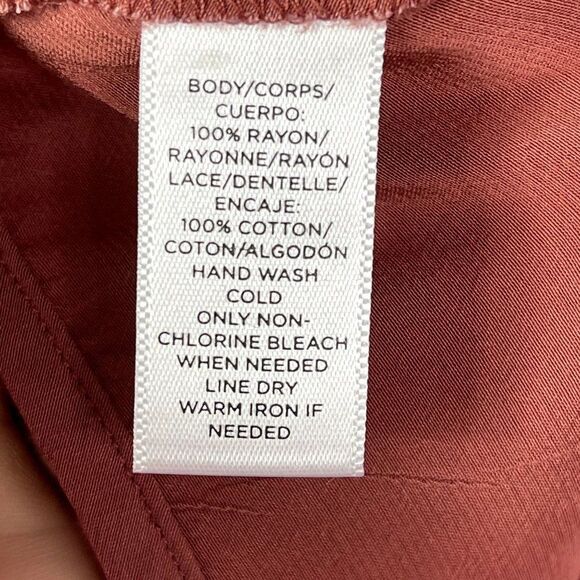 BODY/CORPS/
CUERPO:
100% RAYON/
RAYONNE/RAYÓN
LACE/DENTELLE/
ENCAJE:
100% COTTON/
COTON/ALGODÓN
HAND WASH
COLD
ONLY NON-
CHLORINE BLEACH
WHEN NEEDED
LINE DRY
WARM IRON IF
NEEDED